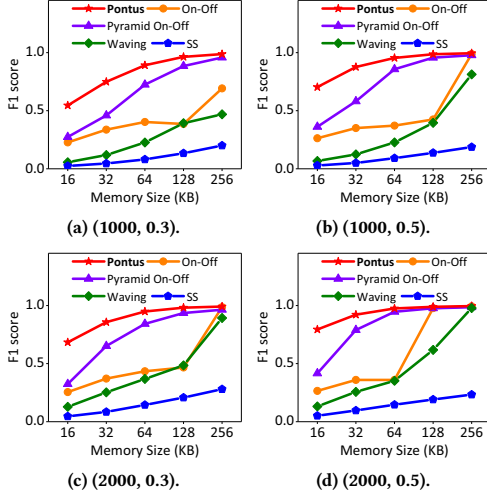 Pontus On-Off
Pyramid On-Off
Waving SS
F1 score
1.0
0.5
0.0
16 32 64 128 256
Memory Size (KB)
(a) (1000, 0.3).
Pontus On-Off
Pyramid On-Off
Waving SS
F1 score
1.0
0.5
0.0
16 32 64 128 256
Memory Size (KB)
(b) (1000, 0.5).
Pontus On-Off
Pyramid On-Off
Waving SS
F1 score
1.0
0.5
0.0
16 32 64 128 256
Memory Size (KB)
(c) (2000, 0.3).
Pontus On-Off
Pyramid On-Off
Waving SS
F1 score
1.0
0.5
0.0
16 32 64 128 256
Memory Size (KB)
(d) (2000, 0.5).